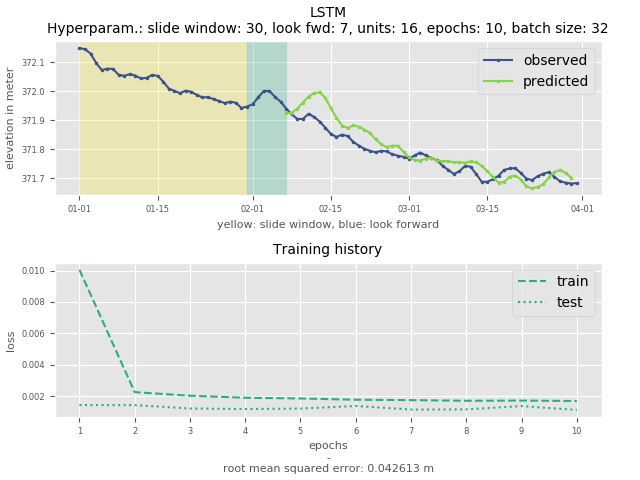 LSTM
Hyperparam.: slide window: 30, look fwd: 7, units: 16, epochs: 10, batch size: 32
observed
predicted
elevation in meter
372.1
372.0
371.9
371.8
371.7
01-01 01-15 02-01 02-15 03-01 03-15 04-01
yellow: slide window, blue: look forward
Training history
train
test
loss
0.010
0.008
0.006
0.004
0.002
1 2 3 4 5 6 7 8 9 10
epochs
-
root mean squared error: 0.042613 m